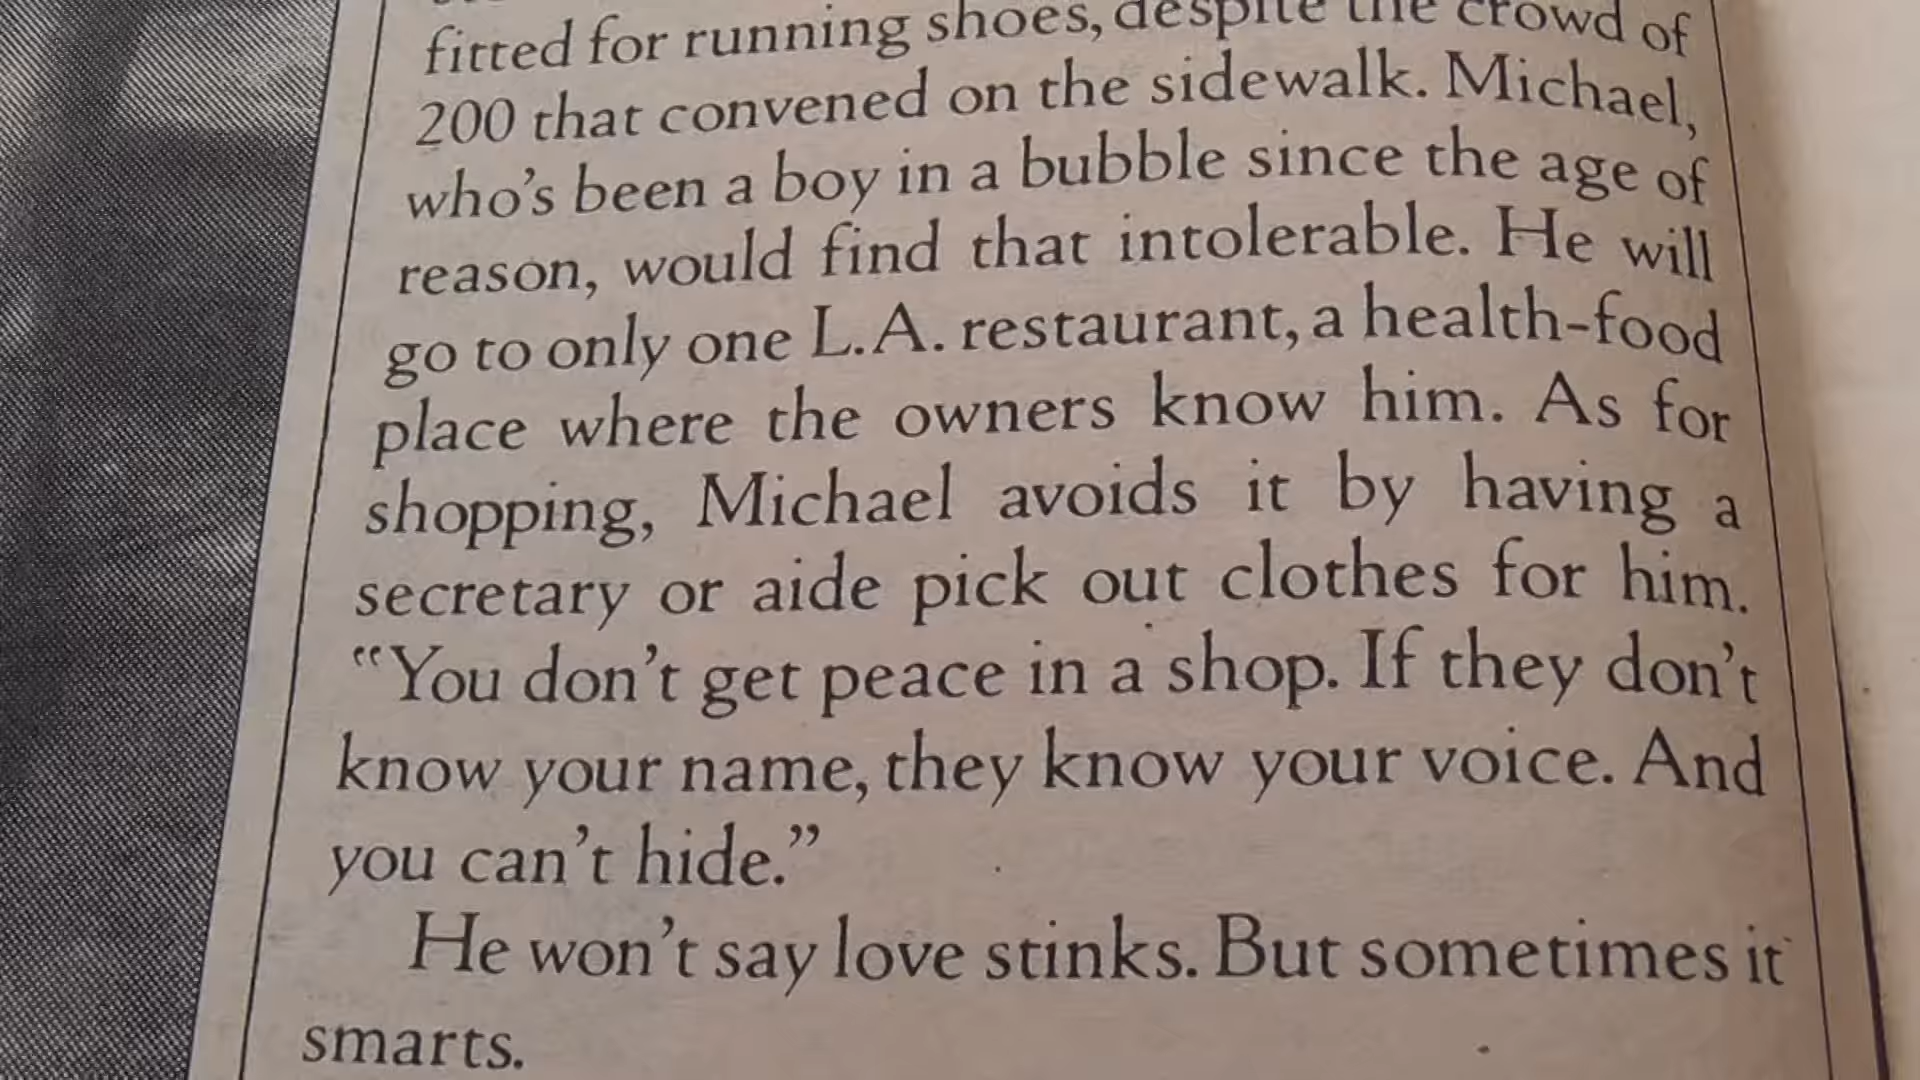 fitted for running shoes, despite the crowd of
200 that convened on the sidewalk. Michael,
who's been a boy in a bubble since the age of
reason, would find that intolerable. He will
go to only one L.A. restaurant, a health-food
place where the owners know him. As for
shopping, Michael avoids it by having a
secretary or aide pick out clothes for him.
“You don't get peace in a shop. If they don't
know your name, they know your voice. And
you can't hide.”
He won't say love stinks. But sometimes it
smarts.